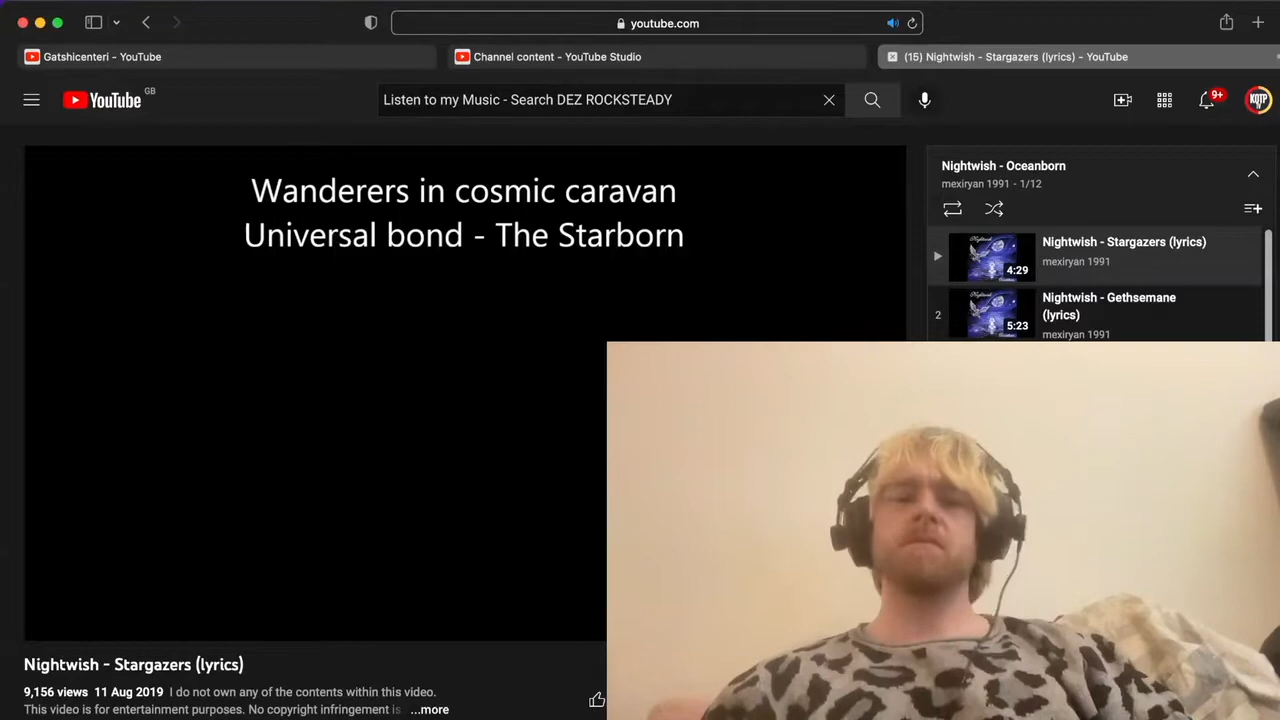 youtube.com
Gatshicenteri - YouTube
Channel content - YouTube Studio
(15) Nightwish - Stargazers (lyrics) - YouTube
YouTube GB
Listen to my Music - Search DEZ ROCKSTEADY
9+
KQTP
Wanderers in cosmic caravan
Universal bond - The Starborn
Nightwish - Oceanborn
mexiryan 1991 - 1/12
4:29
Nightwish - Stargazers (lyrics)
mexiryan 1991
2
5:23
Nightwish - Gethsemane
(lyrics)
mexiryan 1991
Nightwish - Stargazers (lyrics)
9,156 views 11 Aug 2019 I do not own any of the contents within this video.
This video is for entertainment purposes. No copyright infringement is ...more